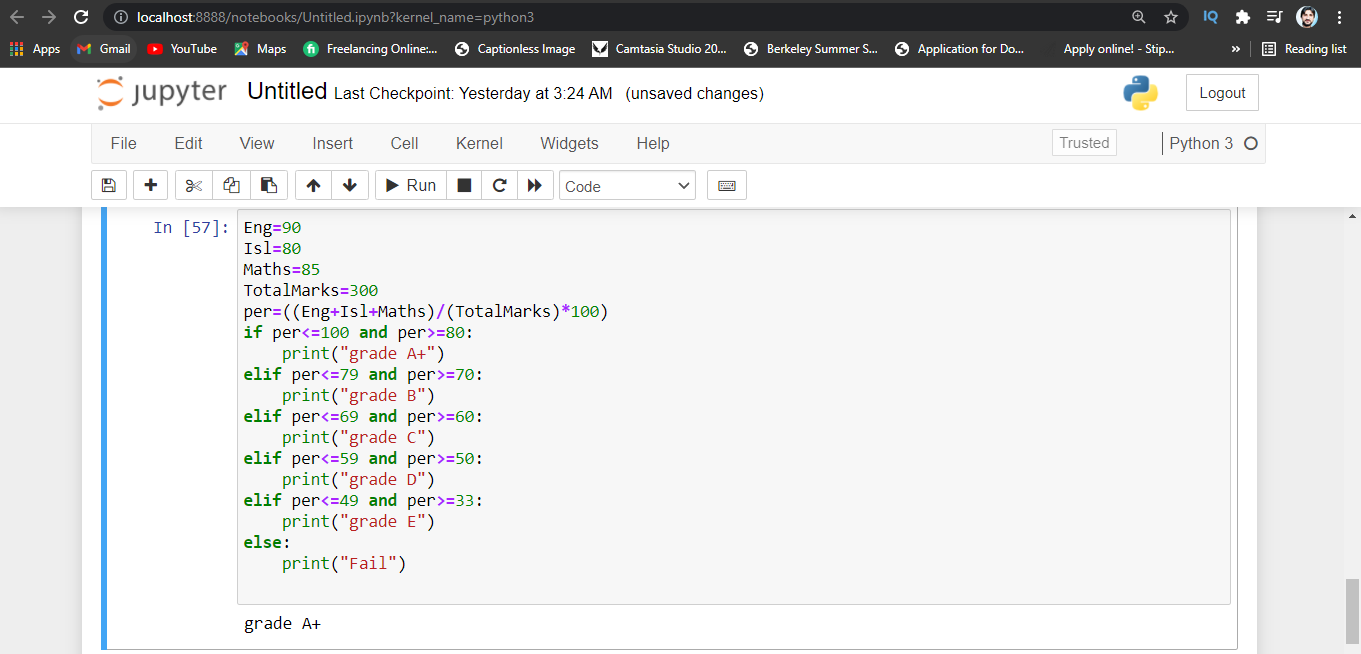 localhost:8888/notebooks/Untitled.ipynb?kernel_name=python3 IQ
Apps Gmail YouTube Maps Freelancing Online:... Captionless Image Camtasia Studio 20... Berkeley Summer S... Application for Do... Apply online! - Stip... » Reading list
jupyter Untitled Last Checkpoint: Yesterday at 3:24 AM (unsaved changes) Logout
File Edit View Insert Cell Kernel Widgets Help Trusted Python 3
Run Code
In [57]: Eng=90
Isl=80
Maths=85
TotalMarks=300
per=((Eng+Isl+Maths)/(TotalMarks)*100)
if per<=100 and per>=80:
    print("grade A+")
elif per<=79 and per>=70:
    print("grade B")
elif per<=69 and per>=60:
    print("grade C")
elif per<=59 and per>=50:
    print("grade D")
elif per<=49 and per>=33:
    print("grade E")
else:
    print("Fail")
grade A+